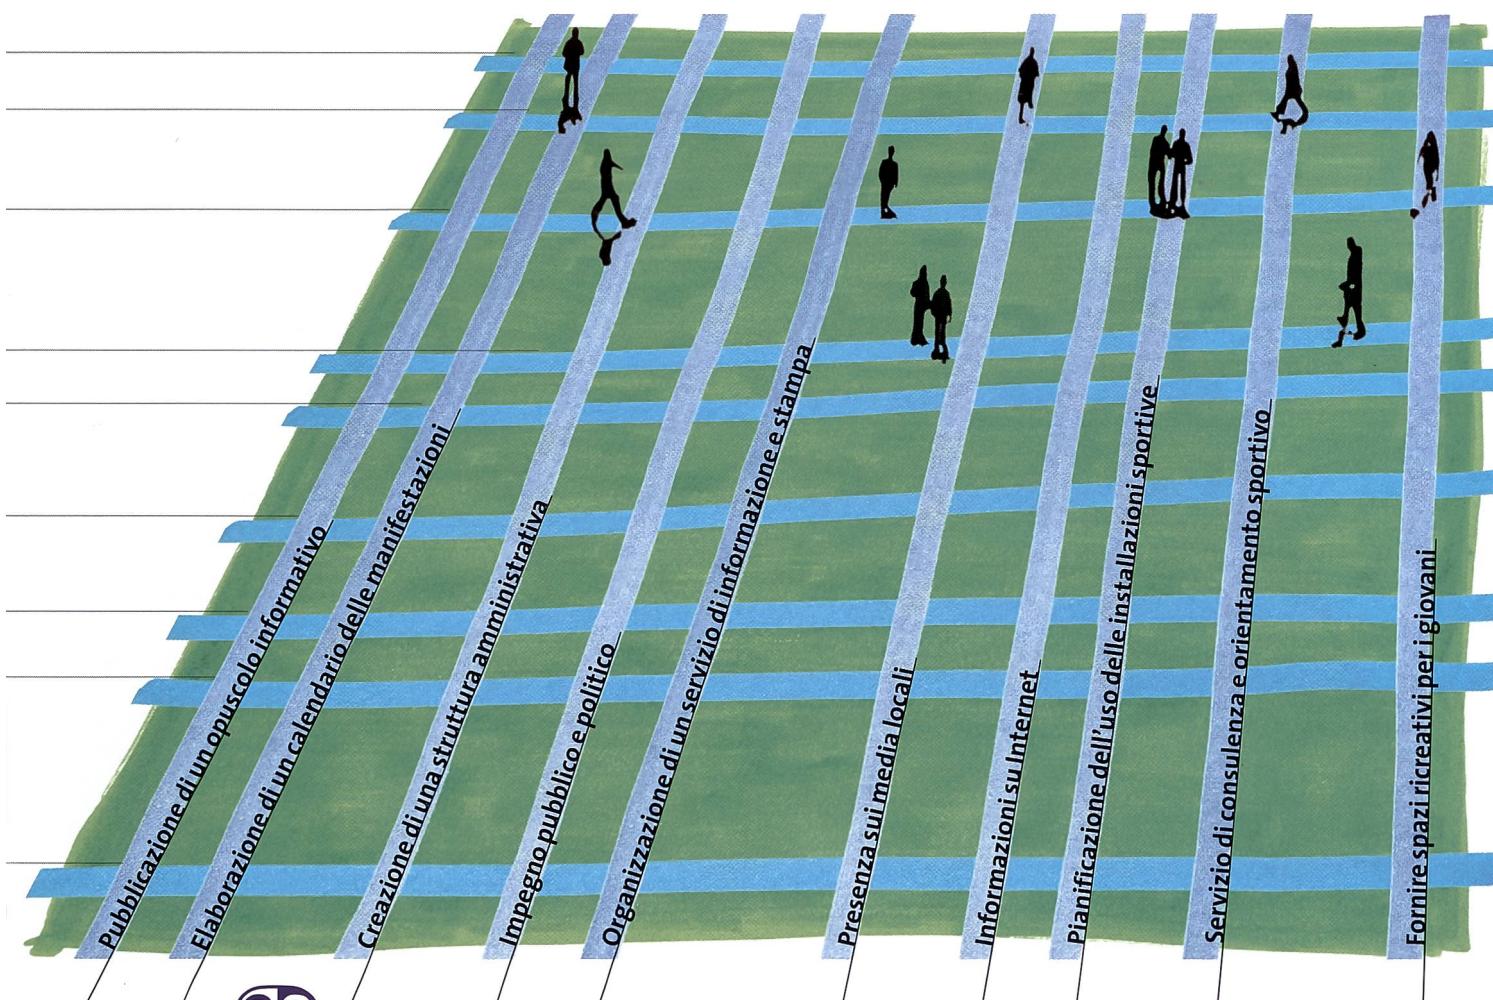 Pubblicazione di un opuscolo informativo
Elaborazione di un calendario delle manifestazioni
Creazione di una struttura amministrativa
Impegno pubblico e politico
Organizzazione di un servizio di informazione e stampa
Presenza sui media locali
Informazioni su Internet
Pianificazione dell'uso delle installazioni sportive
Servizio di consulenza e orientamento sportivo
Fornire spazi ricreativi per i giovani